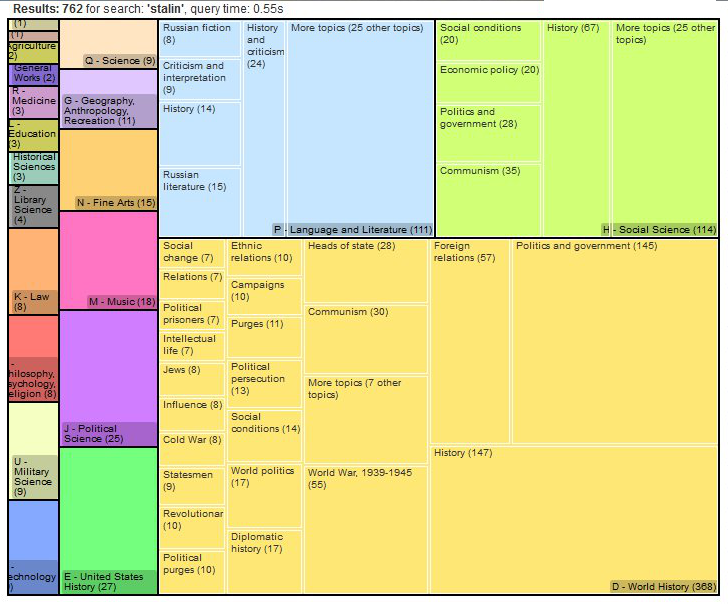 Results: 762 for search: 'stalin', query time: 0.55s
(1)
(1)
Agriculture
2)
General
Works (2)
R -
Medicine
(3)
L -
Education
(3)
Historical
Sciences
(3)
Z -
Library
Science
(4)
K - Law
(8)
-
hilosophy,
sychology,
eligion (8)
U -
Military
Science
(9)
-
echnology
)
Q - Science (9)
G - Geography,
Anthropology,
Recreation (11)
N - Fine Arts (15)
M - Music (18)
J - Political
Science (25)
E - United States
History (27)
Russian fiction
(8)
Criticism and
interpretation
(9)
History (14)
Russian
literature (15)
History
and
criticism
(24)
More topics (25 other topics)
P - Language and Literature (111)
Social conditions
(20)
Economic policy (20)
Politics and
government (28)
Communism (35)
History (67)
More topics (25 other
topics)
H - Social Science (114)
Social
change (7)
Relations (7)
Political
prisoners (7)
Intellectual
life (7)
Jews (8)
Influence (8)
Cold War (8)
Statesmen
(9)
Revolutionar
(10)
Political
purges (10)
Ethnic
relations (10)
Campaigns
(10)
Purges (11)
Political
persecution
(13)
Social
conditions (14)
World politics
(17)
Diplomatic
history (17)
Heads of state (28)
Communism (30)
More topics (7 other
topics)
World War, 1939-1945
(55)
Foreign
relations (57)
Politics and government (145)
History (147)
D - World History (368)